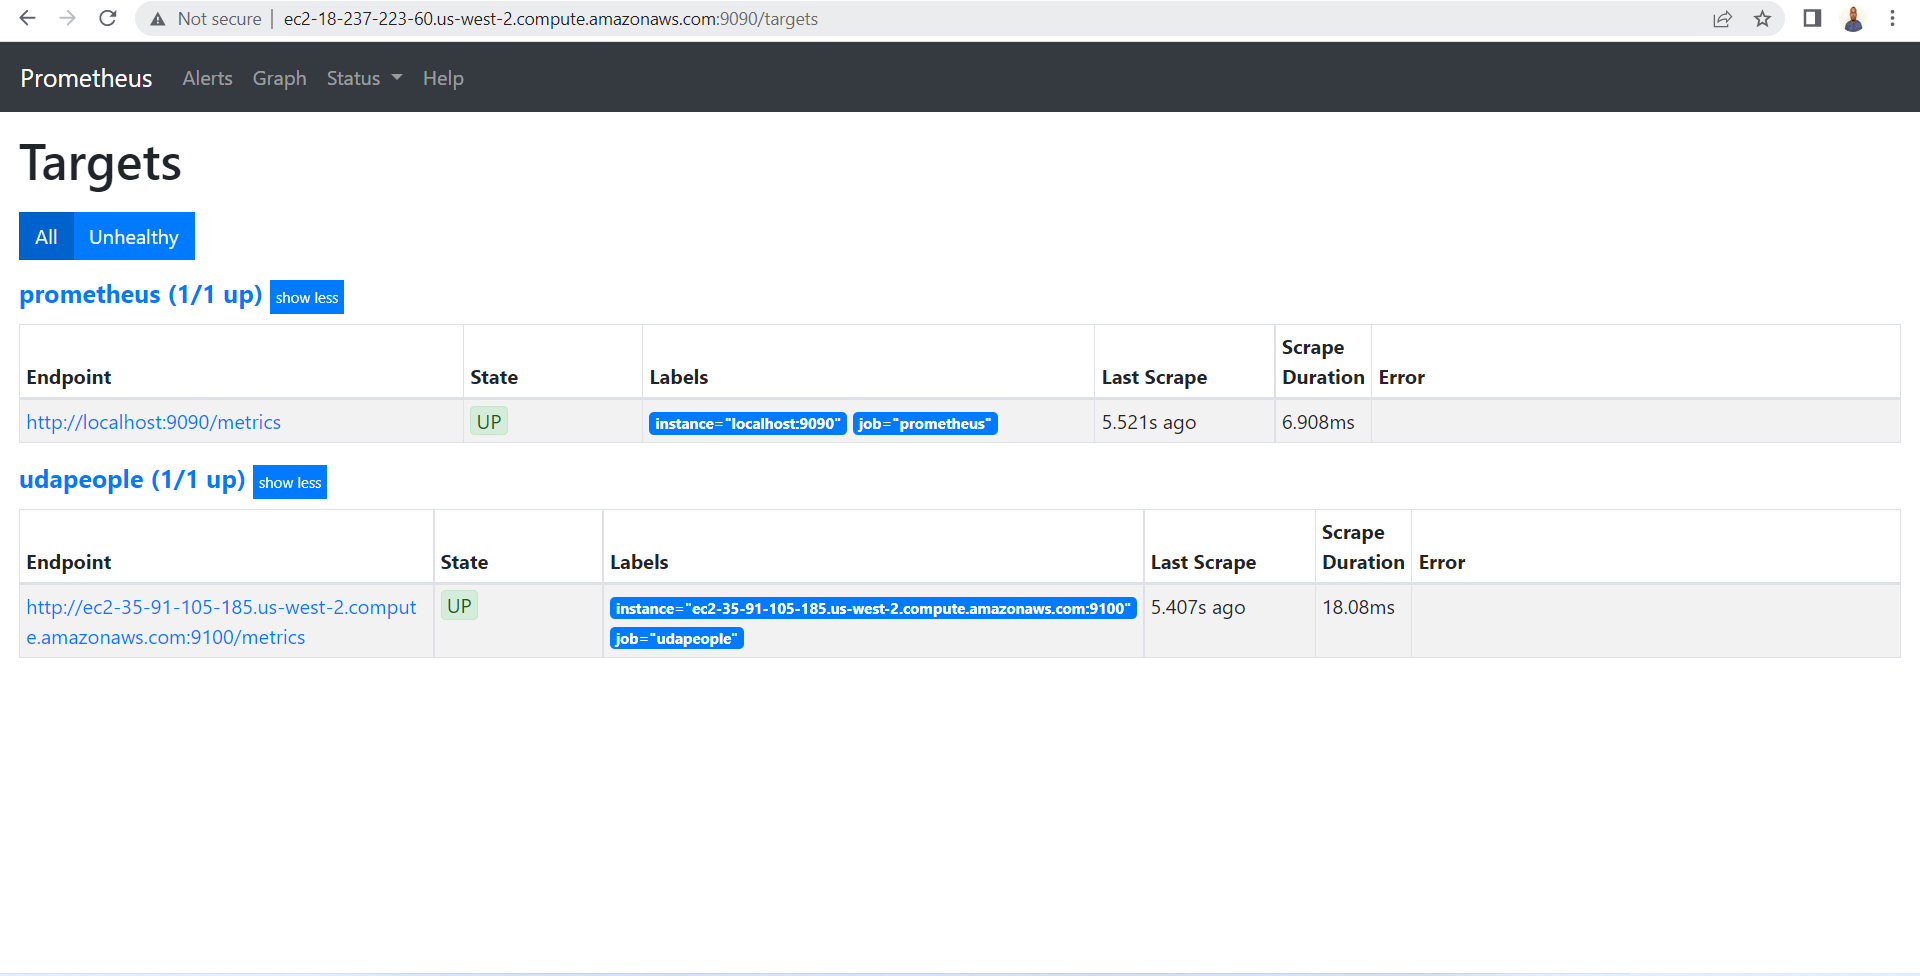 Not secure | ec2-18-237-223-60.us-west-2.compute.amazonaws.com:9090/targets
Prometheus Alerts Graph Status Help
Targets
All Unhealthy
prometheus (1/1 up) show less
Endpoint State Labels Last Scrape Scrape Duration Error
http://localhost:9090/metrics UP instance="localhost:9090" job="prometheus" 5.521s ago 6.908ms
udapeople (1/1 up) show less
Endpoint State Labels Last Scrape Scrape Duration Error
http://ec2-35-91-105-185.us-west-2.comput UP instance="ec2-35-91-105-185.us-west-2.compute.amazonaws.com:9100" 5.407s ago 18.08ms
e.amazonaws.com:9100/metrics job="udapeople"